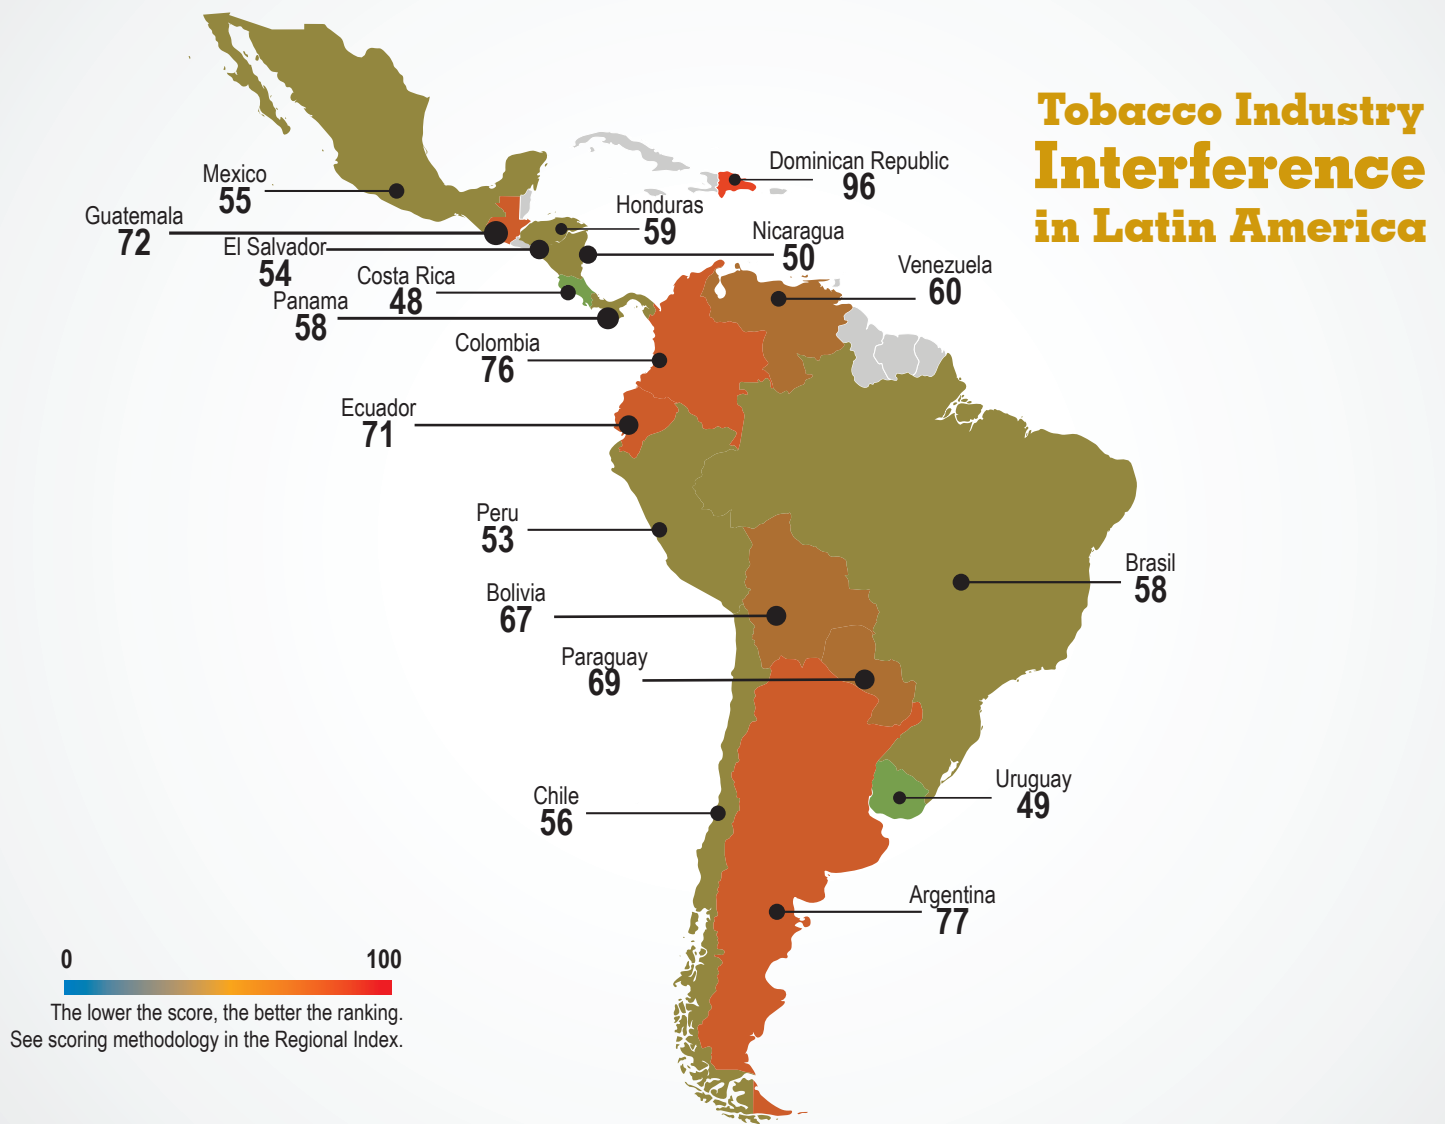 Tobacco Industry
Interference
in Latin America
Mexico
55
Guatemala
72
El Salvador
54
Costa Rica
48
Panama
58
Dominican Republic
96
Honduras
59
Nicaragua
50
Venezuela
60
Colombia
76
Ecuador
71
Peru
53
Brasil
58
Bolivia
67
Paraguay
69
Uruguay
49
Chile
56
Argentina
77
0 100
The lower the score, the better the ranking.
See scoring methodology in the Regional Index.